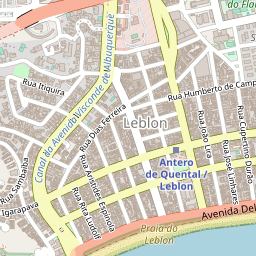 do Fla
Rua Itiquira
Canal da Avenida Visconde de Albuquerque
Rua Humberto de Camp
Rua Dias Ferreira
Leblon
Rua João Lira
Rua Cupertino Durão
Rua José Linhares
Antero
de Quental /
Leblon
Rua Sambaíba
Igarapava
Rua Aristides Espínola
Rua Rita Ludolf
Avenida Del
Praia do
Leblon